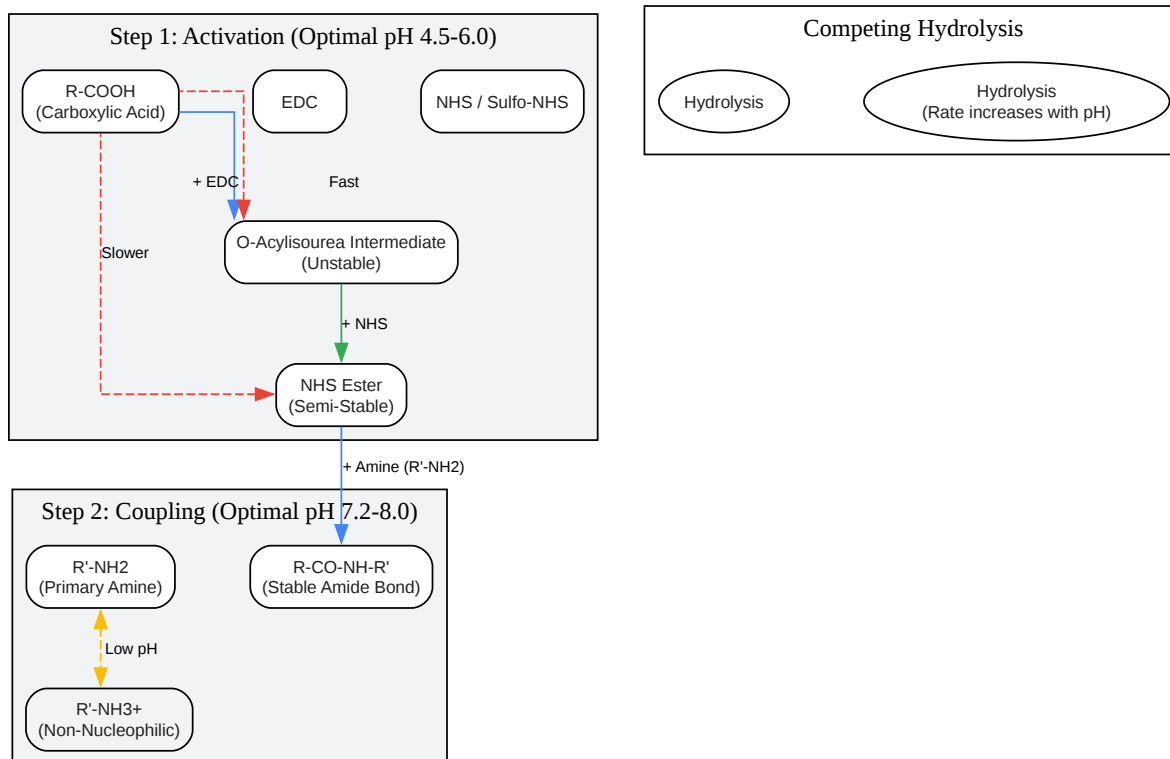 Step 1: Activation (Optimal pH 4.5-6.0)
R-COOH
(Carboxylic Acid)
EDC
NHS / Sulfo-NHS
+ EDC
Fast
O-Acylisourea Intermediate
(Unstable)
Slower
+ NHS
NHS Ester
(Semi-Stable)
+ Amine (R'-NH2)
Step 2: Coupling (Optimal pH 7.2-8.0)
R'-NH2
(Primary Amine)
R-CO-NH-R'
(Stable Amide Bond)
Low pH
R'-NH3+
(Non-Nucleophilic)
Competing Hydrolysis
Hydrolysis
Hydrolysis
(Rate increases with pH)